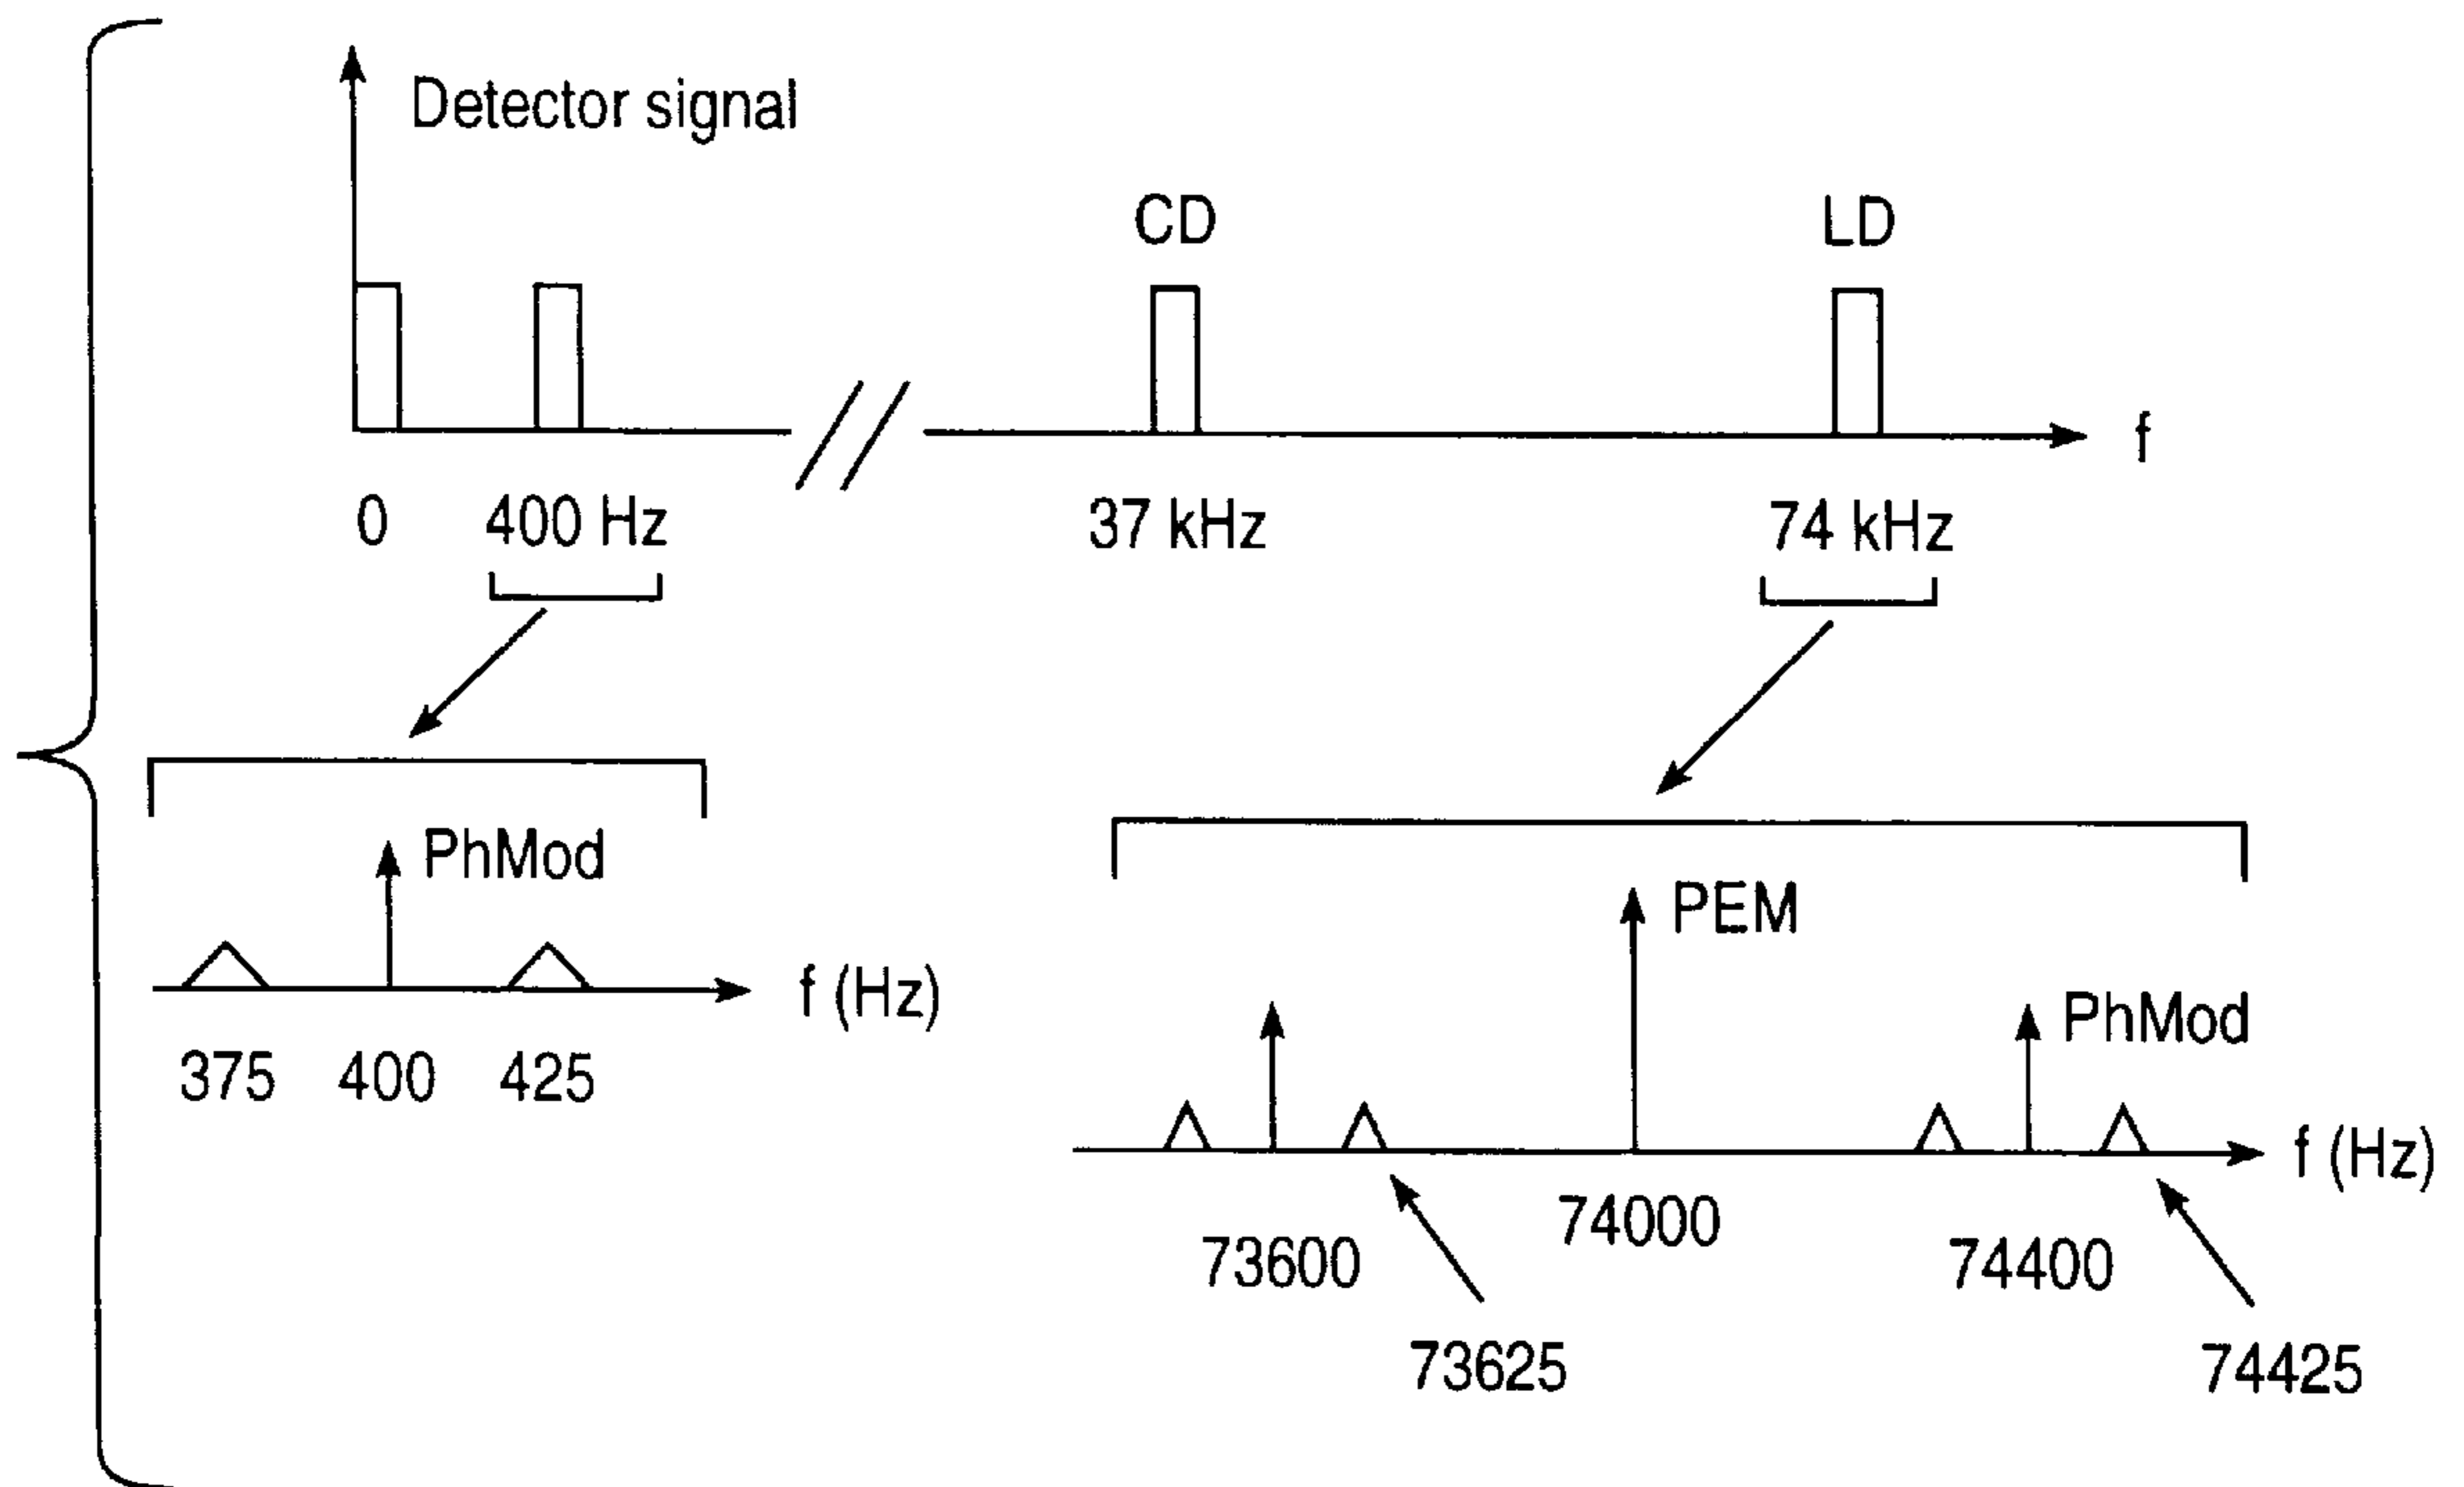 Detector signal
CD
LD
f
0
400 Hz
37 kHz
74 kHz
PhMod
f (Hz)
375
400
425
PEM
PhMod
f (Hz)
73600
74000
74400
73625
74425